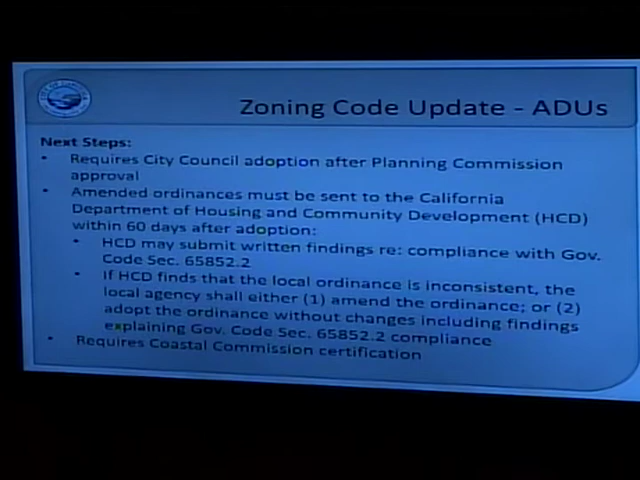 Zoning Code Update - ADUs
Next Steps:
• Requires City Council adoption after Planning Commission
approval
• Amended ordinances must be sent to the California
Department of Housing and Community Development (HCD)
within 60 days after adoption:
• HCD may submit written findings re: compliance with Gov.
Code Sec. 65852.2
• If HCD finds that the local ordinance is inconsistent, the
local agency shall either (1) amend the ordinance; or (2)
adopt the ordinance without changes including findings
explaining Gov. Code Sec. 65852.2 compliance
• Requires Coastal Commission certification